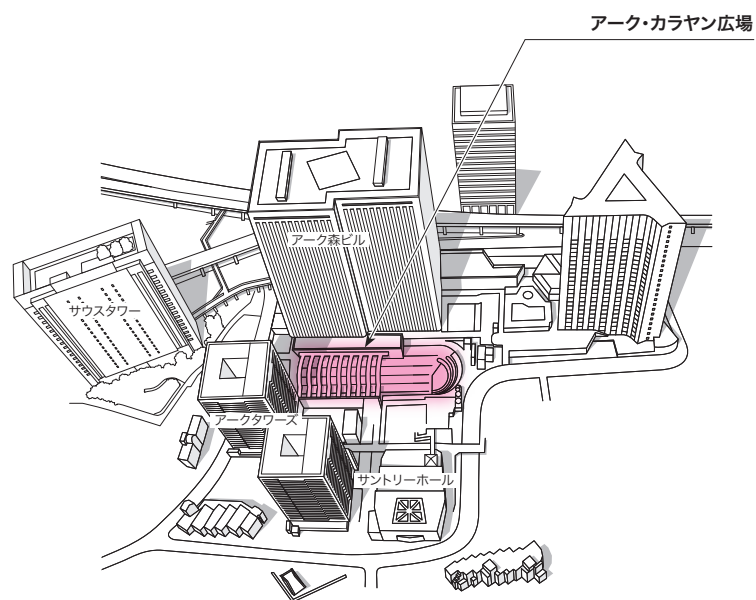 アーク・カラヤン広場
アーク森ビル
サウスタワー
アークタワーズ
サントリーホール